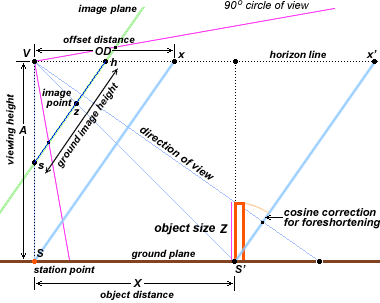 image plane
90° circle of view
offset distance
V
OD
h
x
horizon line
x'
viewing height
A
image
point
z
ground image height
direction of view
s
object size Z
cosine correction
for foreshortening
S
ground plane
S'
station point
X
object distance